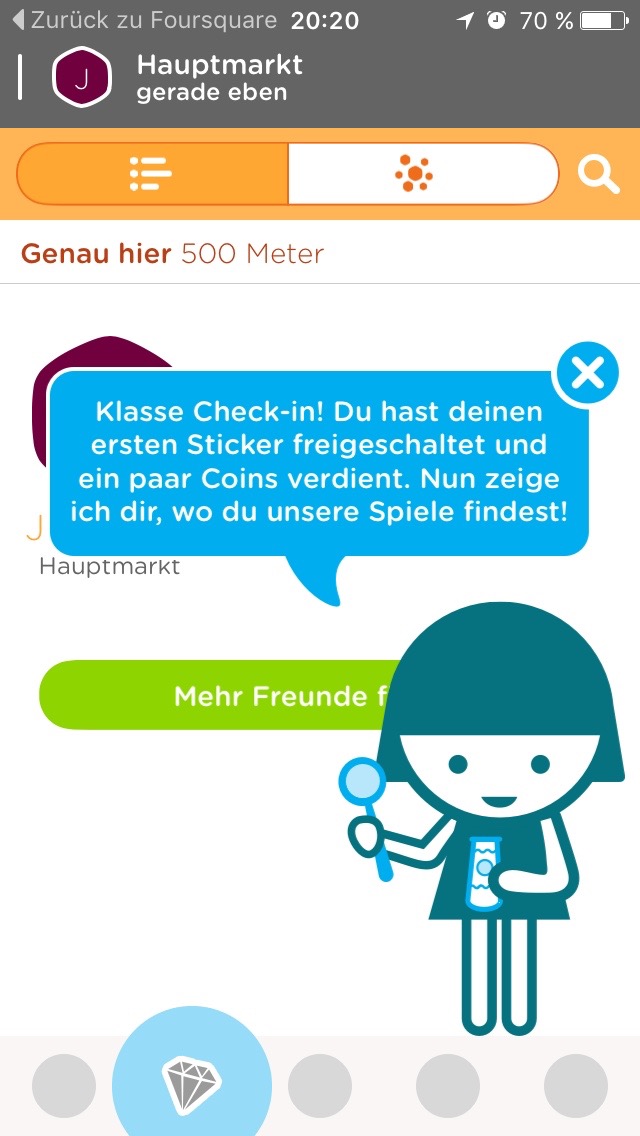 Zurück zu Foursquare 20:20 70 %
J
Hauptmarkt
gerade eben
Genau hier 500 Meter
Klasse Check-in! Du hast deinen
ersten Sticker freigeschaltet und
ein paar Coins verdient. Nun zeige
ich dir, wo du unsere Spiele findest!
J
Hauptmarkt
Mehr Freunde f